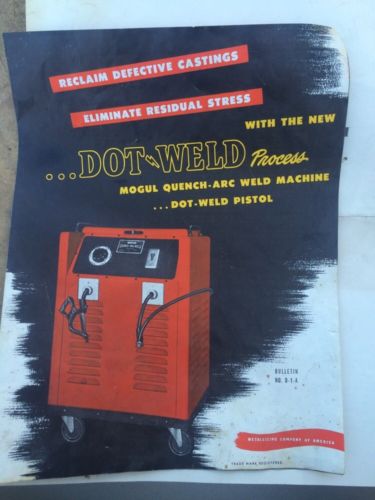 RECLAIM DEFECTIVE CASTINGS
ELIMINATE RESIDUAL STRESS
WITH THE NEW
...DOT-WELD Process
MOGUL QUENCH-ARC WELD MACHINE
...DOT-WELD PISTOL
BULLETIN
NO. D-1-A
METALLIZING COMPANY OF AMERICA
TRADE MARK REGISTERED